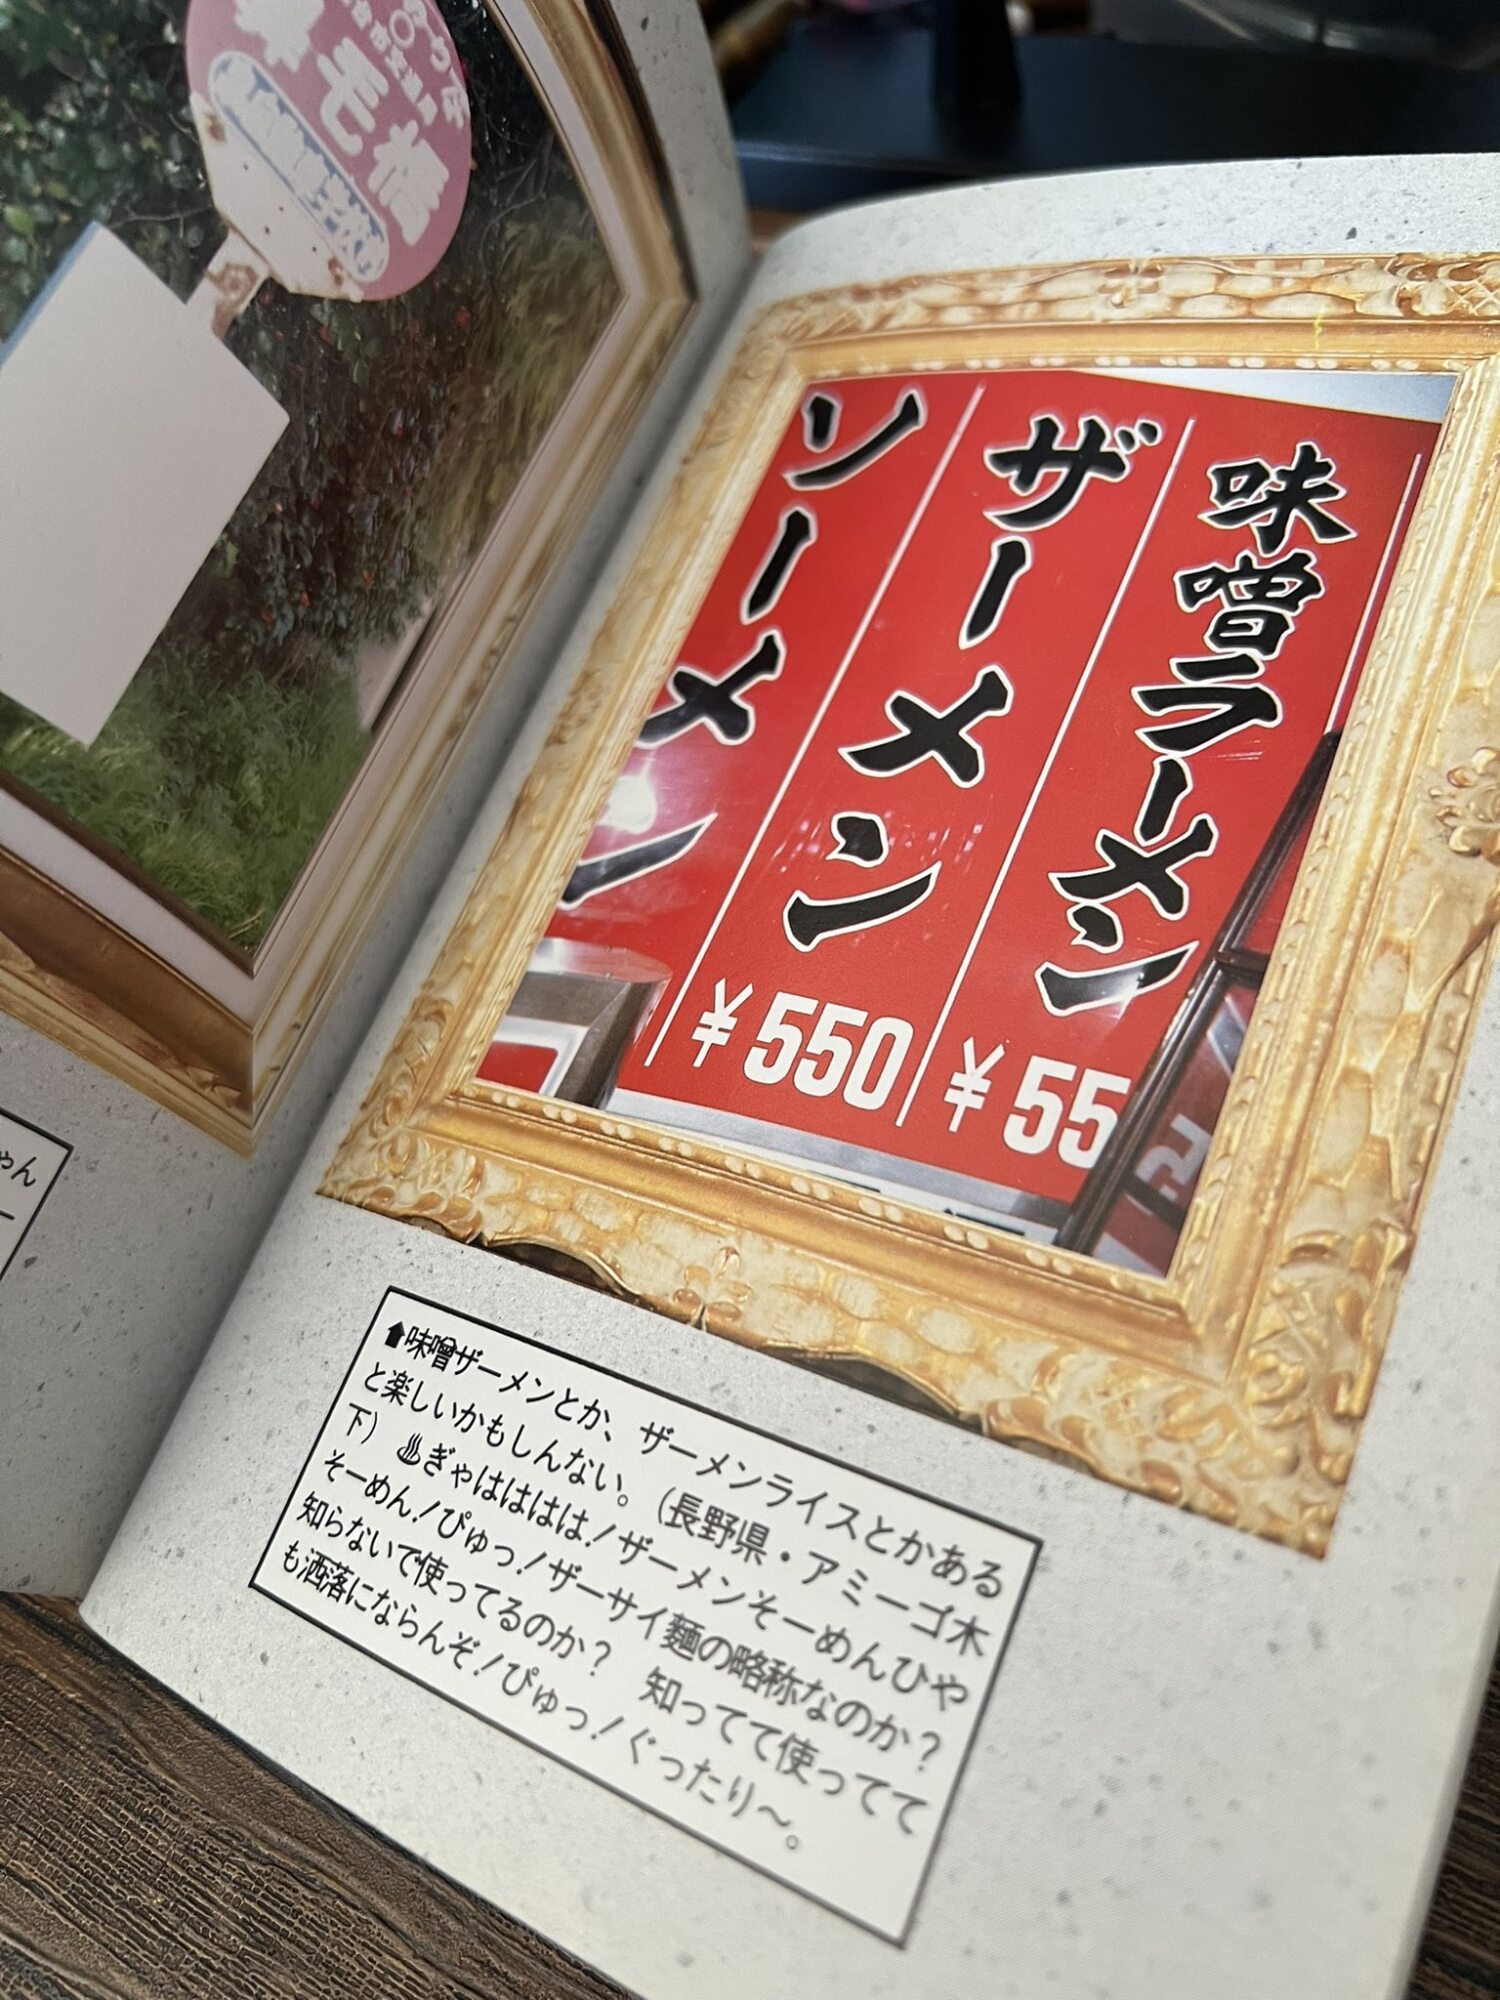 味噌ラーメン
¥55
ザーメン
¥550
ソーメン
⬆味噌ザーメンとか、ザーメンライスとかある
と楽しいかもしんない。(長野県・アミーゴ木
下) ♨ぎゃはははは!ザーメンそーめんひや
そーめん!ぴゅっ!ザーサイ麺の略称なのか?
知らないで使ってるのか? 知ってて使ってて
も洒落にならんぞ!ぴゅっ!ぐったり〜。
毛橋
ゃん
ー